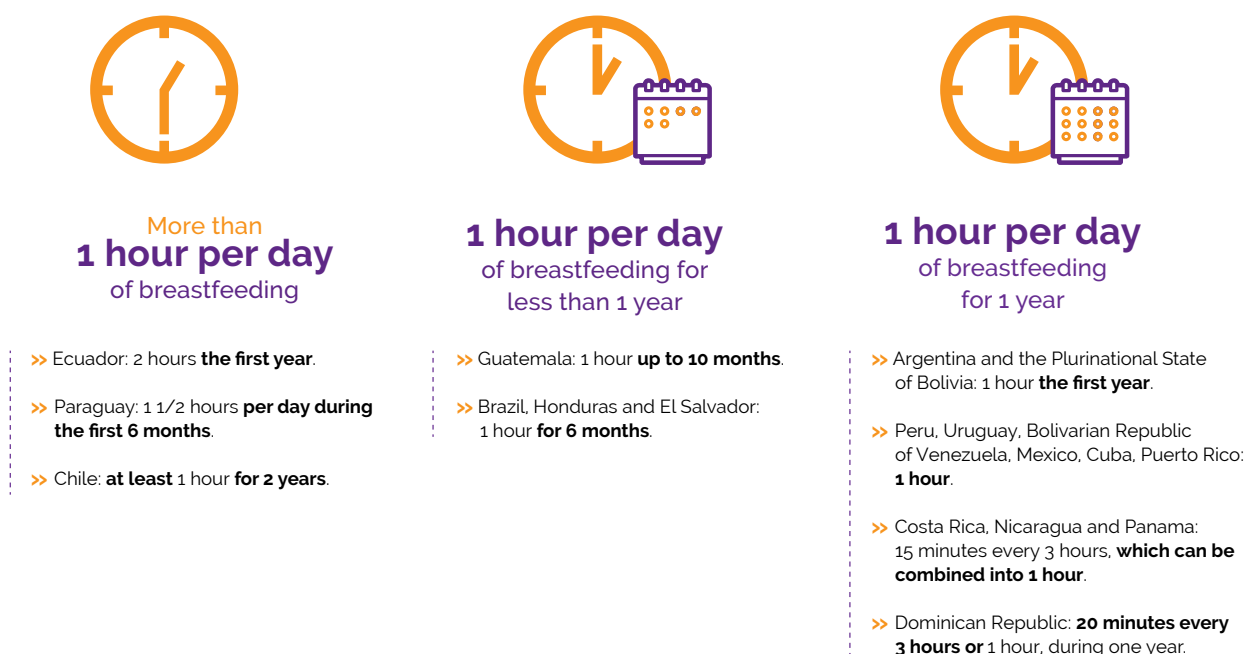 More than
1 hour per day
of breastfeeding
>> Ecuador: 2 hours the first year.
>> Paraguay: 1 1/2 hours per day during
the first 6 months.
>> Chile: at least 1 hour for 2 years.
1 hour per day
of breastfeeding for
less than 1 year
>> Guatemala: 1 hour up to 10 months.
>> Brazil, Honduras and El Salvador:
1 hour for 6 months.
1 hour per day
of breastfeeding
for 1 year
>> Argentina and the Plurinational State
of Bolivia: 1 hour the first year.
>> Peru, Uruguay, Bolivarian Republic
of Venezuela, Mexico, Cuba, Puerto Rico:
1 hour.
>> Costa Rica, Nicaragua and Panama:
15 minutes every 3 hours, which can be
combined into 1 hour.
>> Dominican Republic: 20 minutes every
3 hours or 1 hour, during one year.